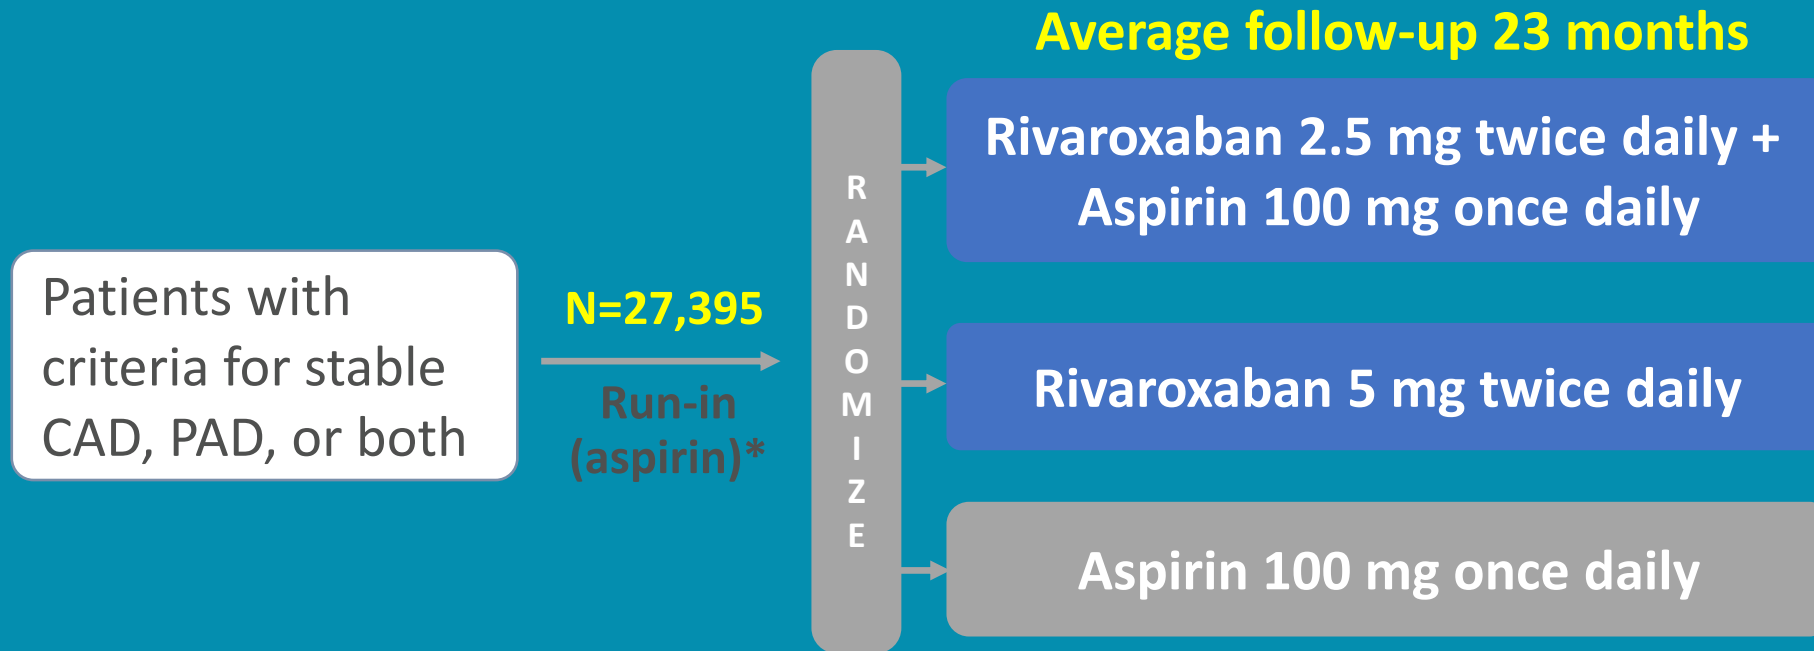 Average follow-up 23 months
Patients with
criteria for stable
CAD, PAD, or both
N=27,395
Run-in
(aspirin)*
RANDOMIZE
Rivaroxaban 2.5 mg twice daily +
Aspirin 100 mg once daily
Rivaroxaban 5 mg twice daily
Aspirin 100 mg once daily